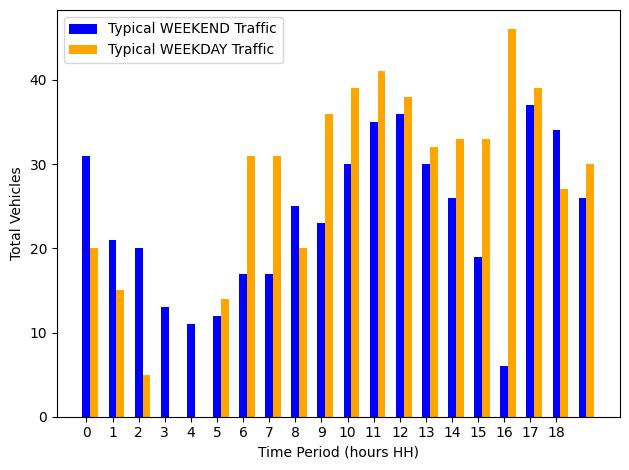 Typical WEEKEND Traffic
Typical WEEKDAY Traffic
Total Vehicles
40
30
20
10
0
0 1 2 3 4 5 6 7 8 9 10 11 12 13 14 15 16 17 18
Time Period (hours HH)